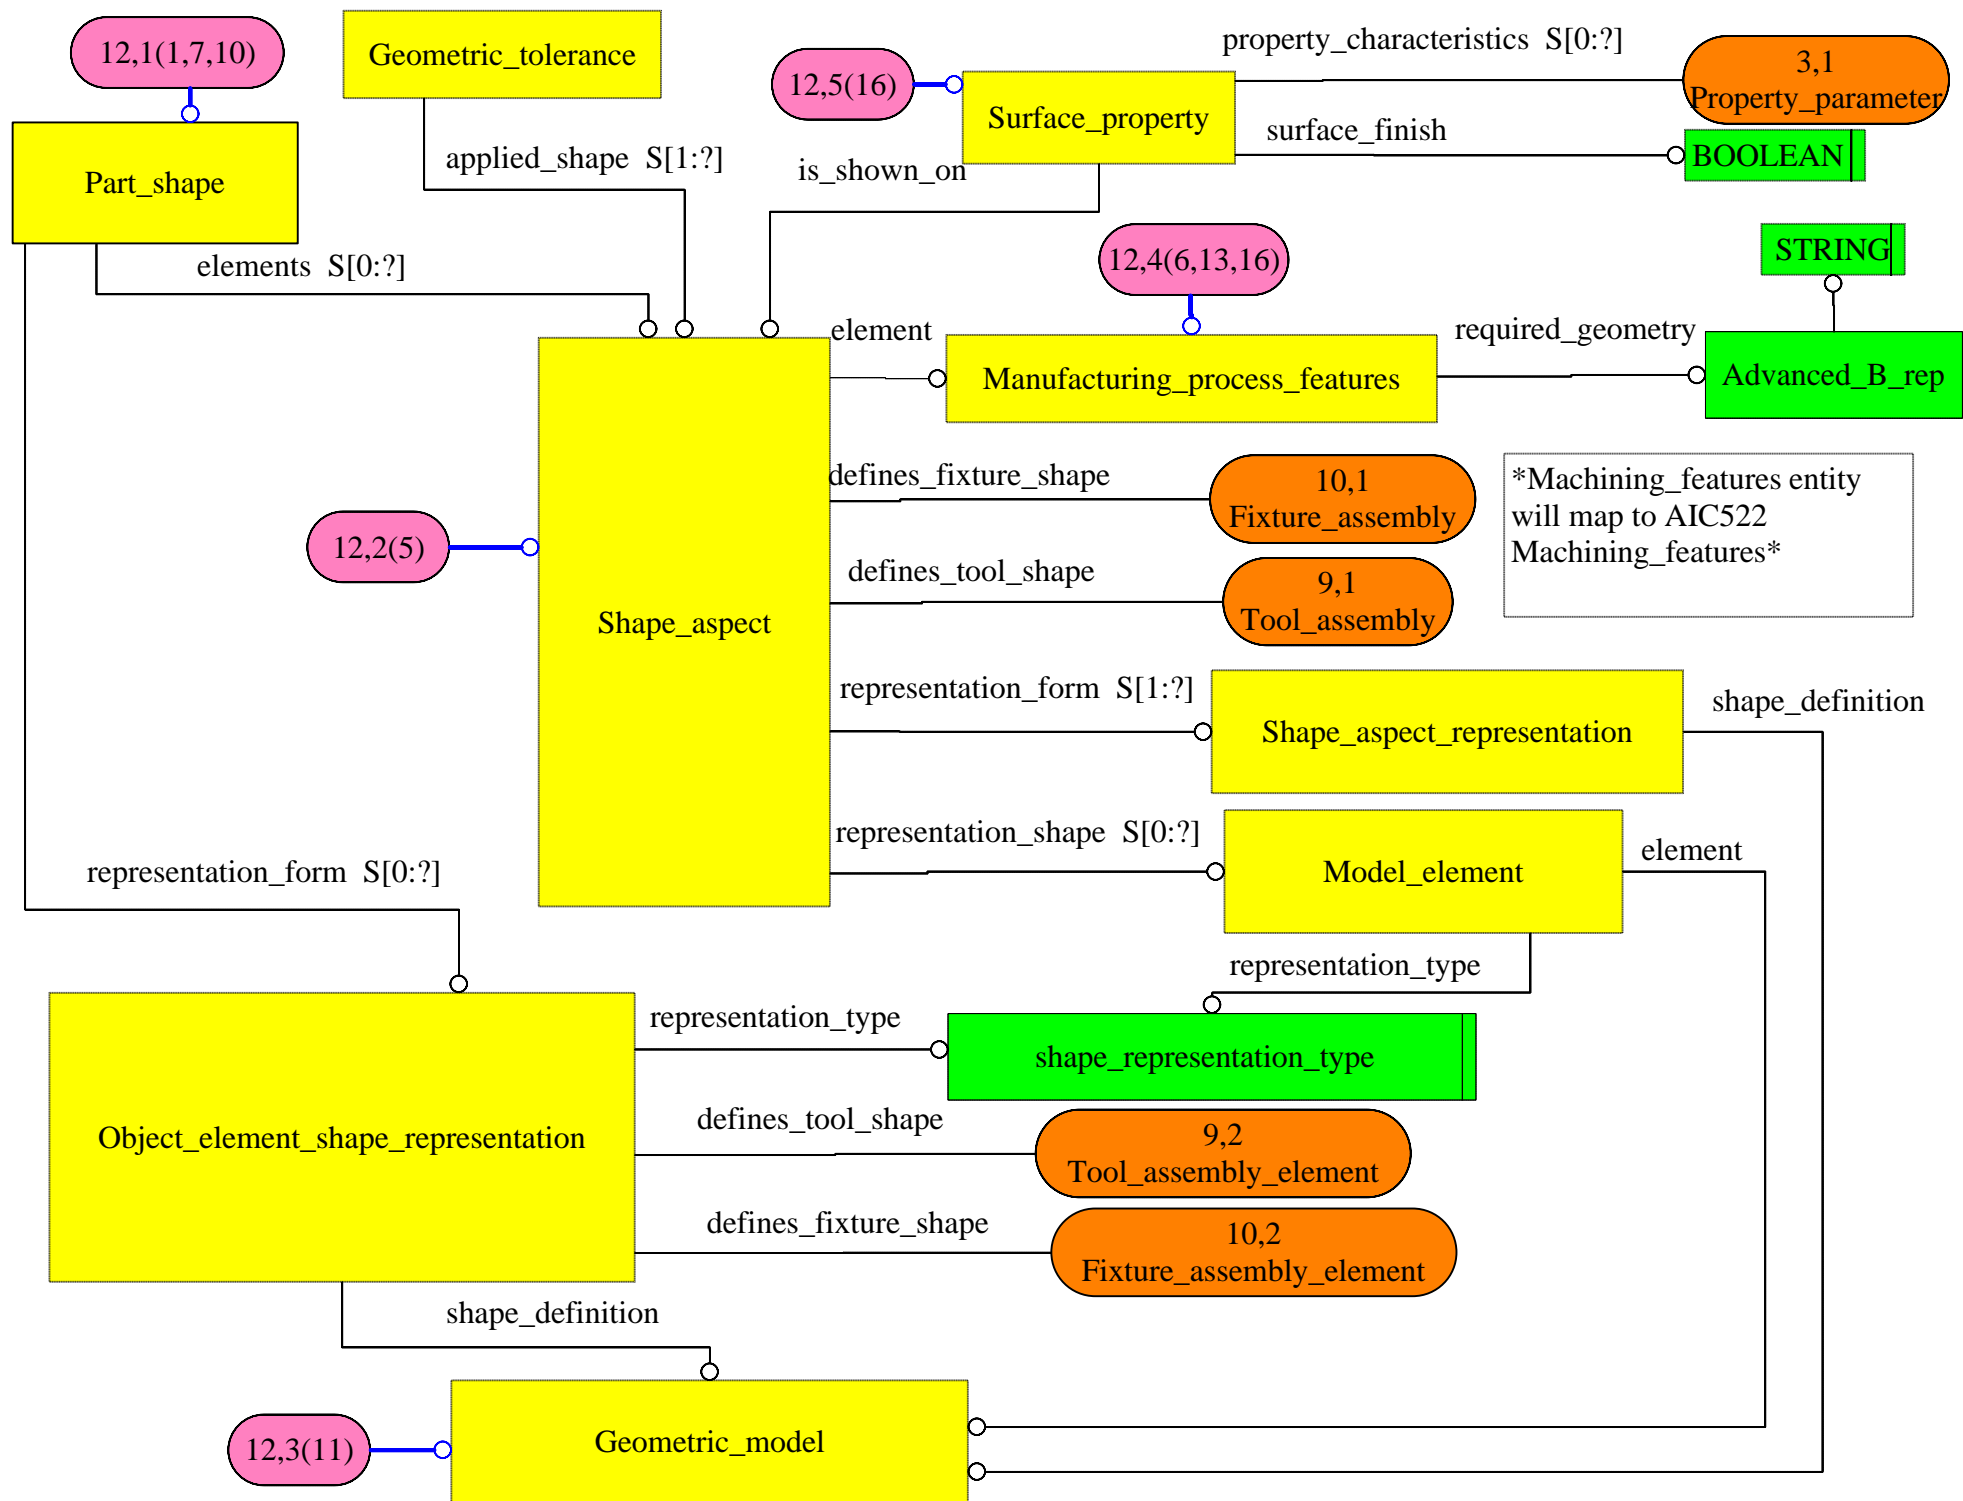 12,1(1,7,10)
Geometric_tolerance
property_characteristics  S[0:?]
12,5(16)
Surface_property
3,1
Property_parameter
surface_finish
BOOLEAN
applied_shape  S[1:?]
is_shown_on
Part_shape
elements  S[0:?]
12,4(6,13,16)
STRING
element
Manufacturing_process_features
required_geometry
Advanced_B_rep
defines_fixture_shape
10,1
Fixture_assembly
*Machining_features entity
will map to AIC522
Machining_features*
12,2(5)
defines_tool_shape
9,1
Tool_assembly
Shape_aspect
representation_form  S[1:?]
Shape_aspect_representation
shape_definition
representation_shape  S[0:?]
Model_element
element
representation_form  S[0:?]
representation_type
representation_type
shape_representation_type
Object_element_shape_representation
defines_tool_shape
9,2
Tool_assembly_element
defines_fixture_shape
10,2
Fixture_assembly_element
shape_definition
12,3(11)
Geometric_model